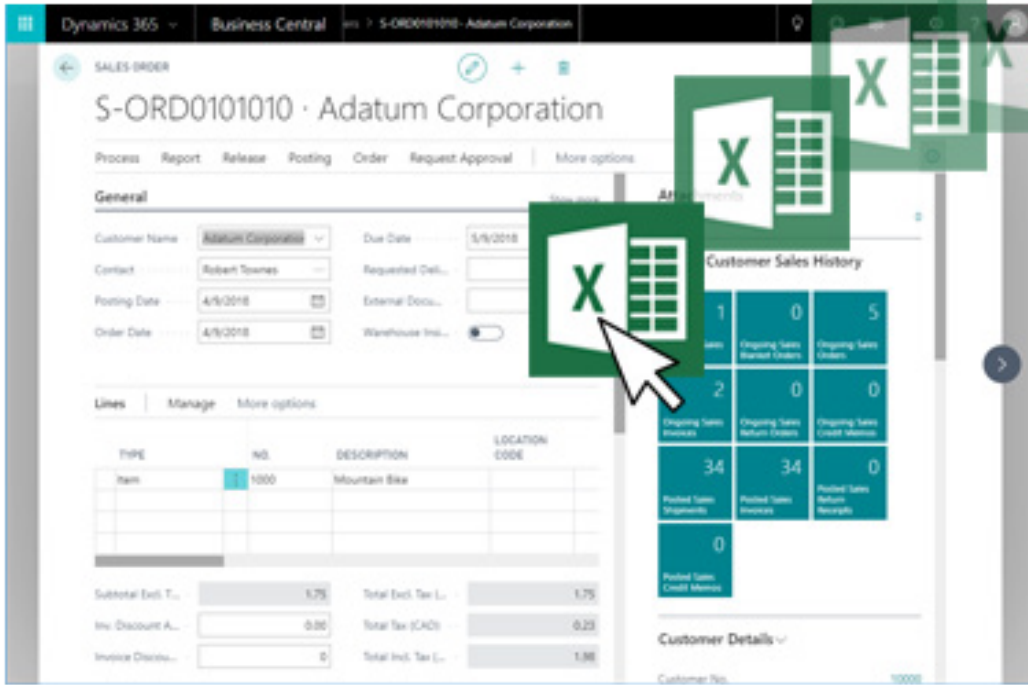 Dynamics 365 Business Central > S-ORD0101010 · Adatum Corporation
SALES ORDER
S-ORD0101010 · Adatum Corporation
Process Report Release Posting Order Request Approval More options
General Show more
Customer Name Adatum Corporation Due Date 5/9/2018
Contact Robert Townes Requested Deli...
Posting Date 4/9/2018 External Docu...
Order Date 4/9/2018 Warehouse Insi...
Lines Manage More options
TYPE NO. DESCRIPTION LOCATION CODE
Item 1000 Mountain Bike
Subtotal Excl. T... 1.75 Total Excl. Tax (... 1.75
Inv. Discount A... 0.00 Total Tax (CAD) 0.23
Invoice Discou... 0 Total Incl. Tax (... 1.98
Attachments
0
Customer Sales History
1 0 5
Sales Ongoing Sales Blanket Orders Ongoing Sales Orders
2 0 0
Ongoing Sales Invoices Ongoing Sales Return Orders Ongoing Sales Credit Memos
34 34 0
Posted Sales Shipments Posted Sales Invoices Posted Sales Return Receipts
0
Posted Sales Credit Memos
Customer Details
Customer No. 10000
X
X
X
X